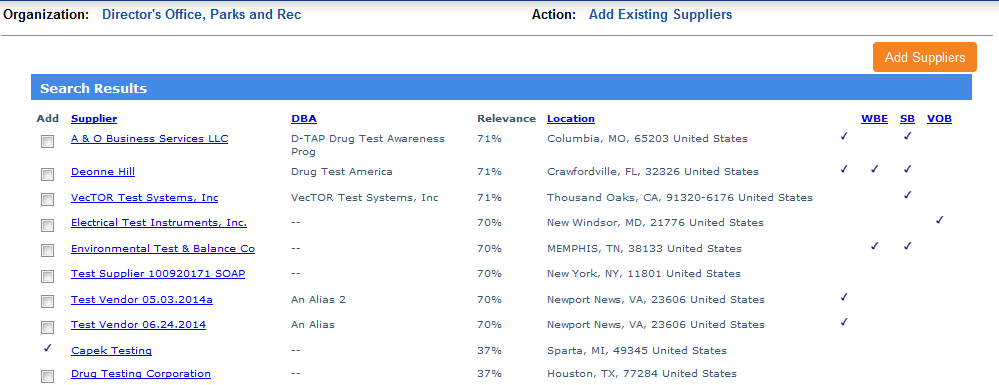 Organization: Director's Office, Parks and Rec Action: Add Existing Suppliers
Add Suppliers
Search Results
Add Supplier DBA Relevance Location WBE SB VOB
A & O Business Services LLC D-TAP Drug Test Awareness Prog 71% Columbia, MO, 65203 United States ✓ ✓
Deonne Hill Drug Test America 71% Crawfordville, FL, 32326 United States ✓ ✓ ✓
VecTOR Test Systems, Inc VecTOR Test Systems, Inc 71% Thousand Oaks, CA, 91320-6176 United States ✓
Electrical Test Instruments, Inc. -- 70% New Windsor, MD, 21776 United States ✓
Environmental Test & Balance Co -- 70% MEMPHIS, TN, 38133 United States ✓ ✓
Test Supplier 100920171 SOAP -- 70% New York, NY, 11801 United States
Test Vendor 05.03.2014a An Alias 2 70% Newport News, VA, 23606 United States ✓
Test Vendor 06.24.2014 An Alias 70% Newport News, VA, 23606 United States ✓
✓ Capek Testing -- 37% Sparta, MI, 49345 United States
Drug Testing Corporation -- 37% Houston, TX, 77284 United States